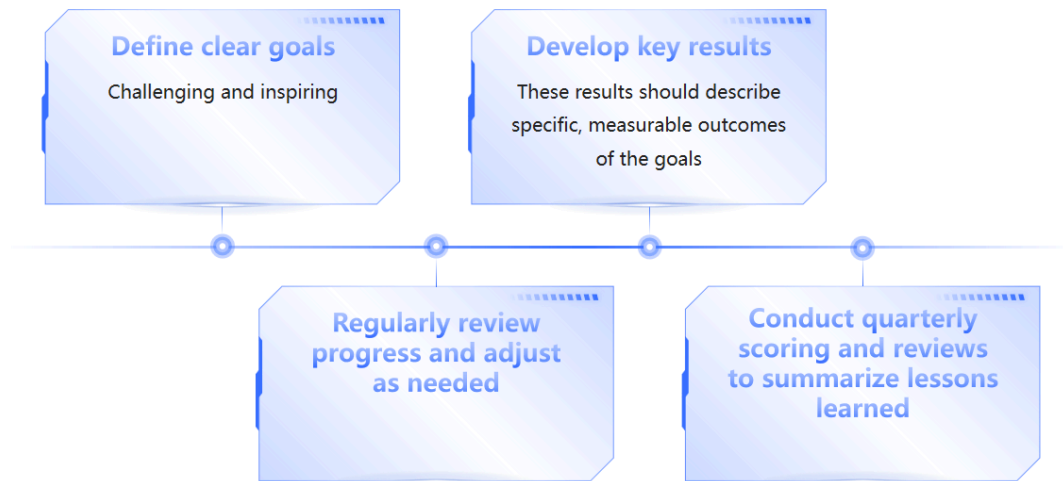 Define clear goals
Challenging and inspiring
Develop key results
These results should describe
specific, measurable outcomes
of the goals
Regularly review
progress and adjust
as needed
Conduct quarterly
scoring and reviews
to summarize lessons
learned